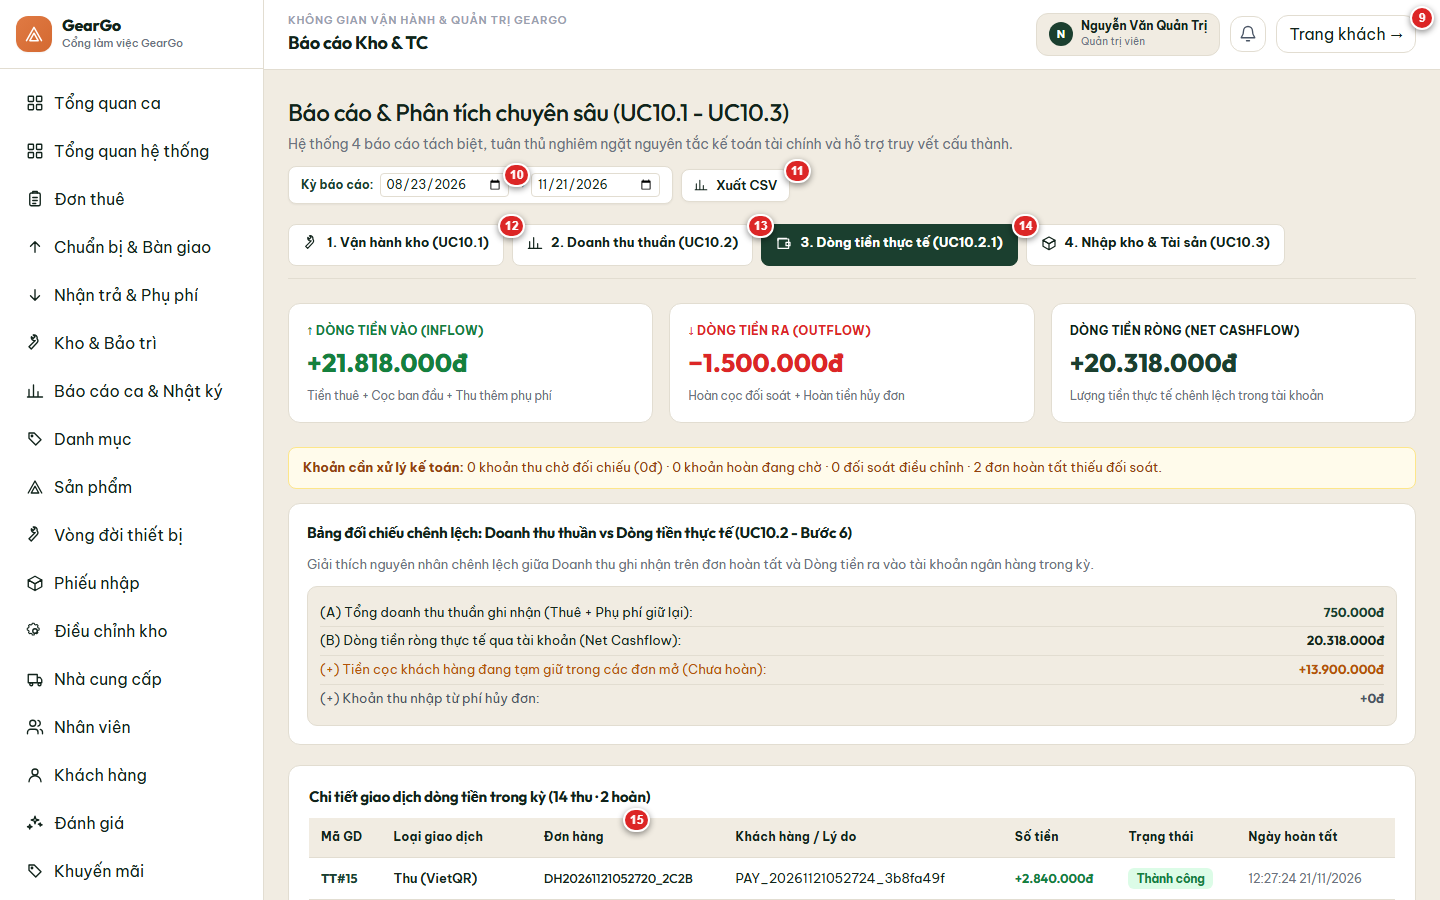 GearGo
Cổng làm việc GearGo
Tổng quan ca
Tổng quan hệ thống
Đơn thuê
Chuẩn bị & Bàn giao
Nhận trả & Phụ phí
Kho & Bảo trì
Báo cáo ca & Nhật ký
Danh mục
Sản phẩm
Vòng đời thiết bị
Phiếu nhập
Điều chỉnh kho
Nhà cung cấp
Nhân viên
Khách hàng
Đánh giá
Khuyến mãi
KHÔNG GIAN VẬN HÀNH & QUẢN TRỊ GEARGO
Báo cáo Kho & TC
N
Nguyễn Văn Quản Trị
Quản trị viên
Trang khách →
9
Báo cáo & Phân tích chuyên sâu (UC10.1 - UC10.3)
Hệ thống 4 báo cáo tách biệt, tuân thủ nghiêm ngặt nguyên tắc kế toán tài chính và hỗ trợ truy vết cấu thành.
Kỳ báo cáo: 08/23/2026 10 11/21/2026
Xuất CSV 11
1. Vận hành kho (UC10.1) 12
2. Doanh thu thuần (UC10.2) 13
3. Dòng tiền thực tế (UC10.2.1) 14
4. Nhập kho & Tài sản (UC10.3)
↑ DÒNG TIỀN VÀO (INFLOW)
+21.818.000đ
Tiền thuê + Cọc ban đầu + Thu thêm phụ phí
↓ DÒNG TIỀN RA (OUTFLOW)
−1.500.000đ
Hoàn cọc đối soát + Hoàn tiền hủy đơn
DÒNG TIỀN RÒNG (NET CASHFLOW)
+20.318.000đ
Lượng tiền thực tế chênh lệch trong tài khoản
Khoản cần xử lý kế toán: 0 khoản thu chờ đối chiếu (0đ) · 0 khoản hoàn đang chờ · 0 đối soát điều chỉnh · 2 đơn hoàn tất thiếu đối soát.
Bảng đối chiếu chênh lệch: Doanh thu thuần vs Dòng tiền thực tế (UC10.2 - Bước 6)
Giải thích nguyên nhân chênh lệch giữa Doanh thu ghi nhận trên đơn hoàn tất và Dòng tiền ra vào tài khoản ngân hàng trong kỳ.
(A) Tổng doanh thu thuần ghi nhận (Thuê + Phụ phí giữ lại): 750.000đ
(B) Dòng tiền ròng thực tế qua tài khoản (Net Cashflow): 20.318.000đ
(+) Tiền cọc khách hàng đang tạm giữ trong các đơn mở (Chưa hoàn): +13.900.000đ
(+) Khoản thu nhập từ phí hủy đơn: +0đ
Chi tiết giao dịch dòng tiền trong kỳ (14 thu · 2 hoàn)
15
Mã GD Loại giao dịch Đơn hàng Khách hàng / Lý do Số tiền Trạng thái Ngày hoàn tất
TT#15 Thu (VietQR) DH20261121052720_2C2B PAY_20261121052724_3b8fa49f +2.840.000đ Thành công 12:27:24 21/11/2026